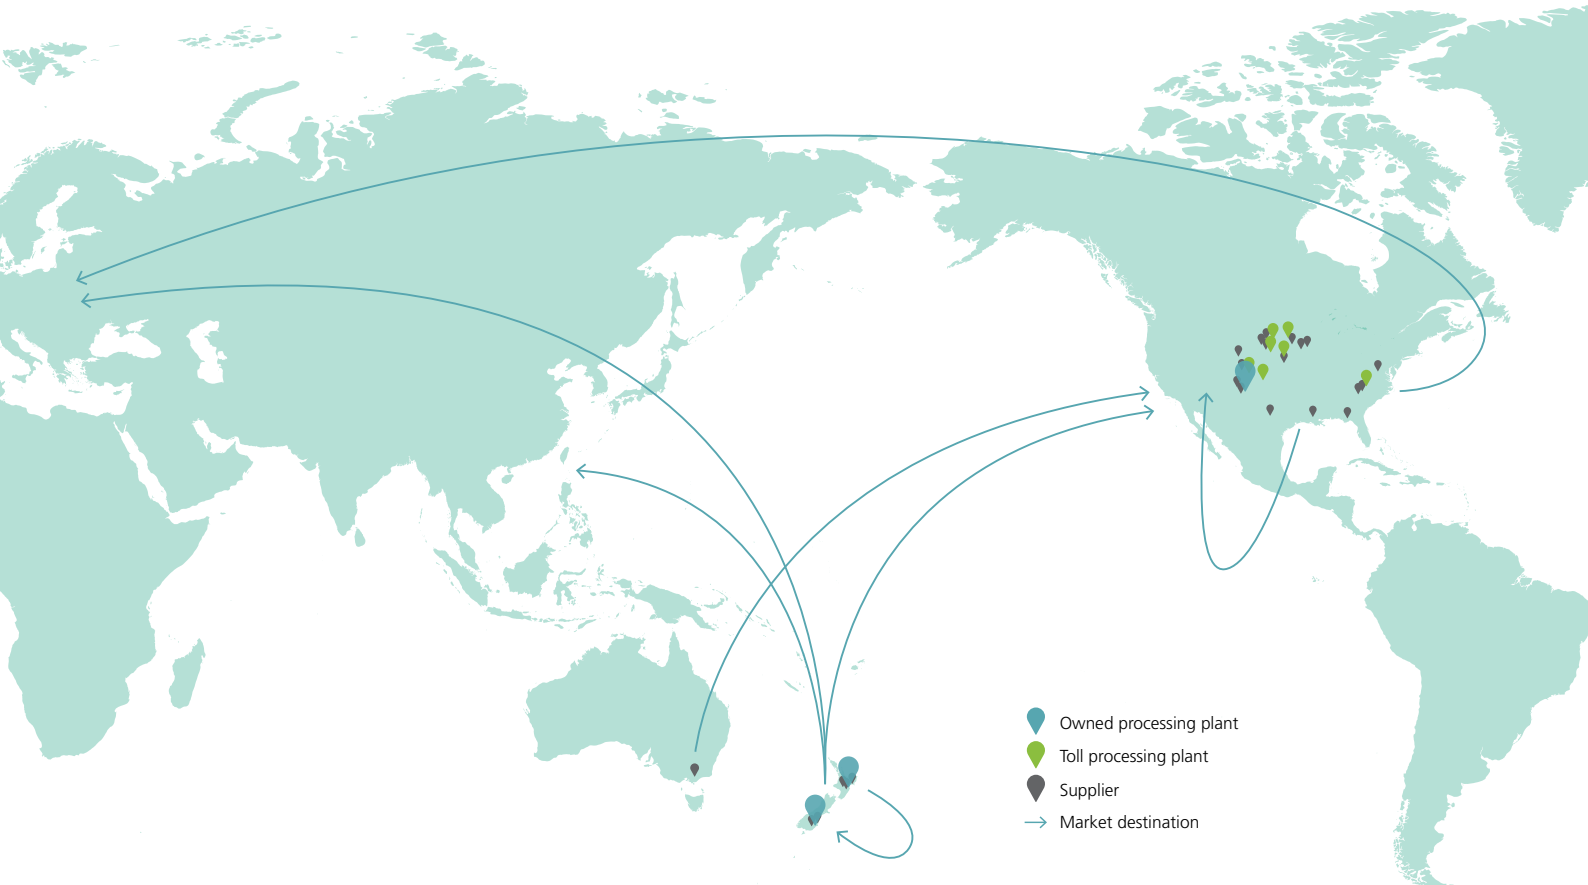 Owned processing plant
Toll processing plant
Supplier
Market destination